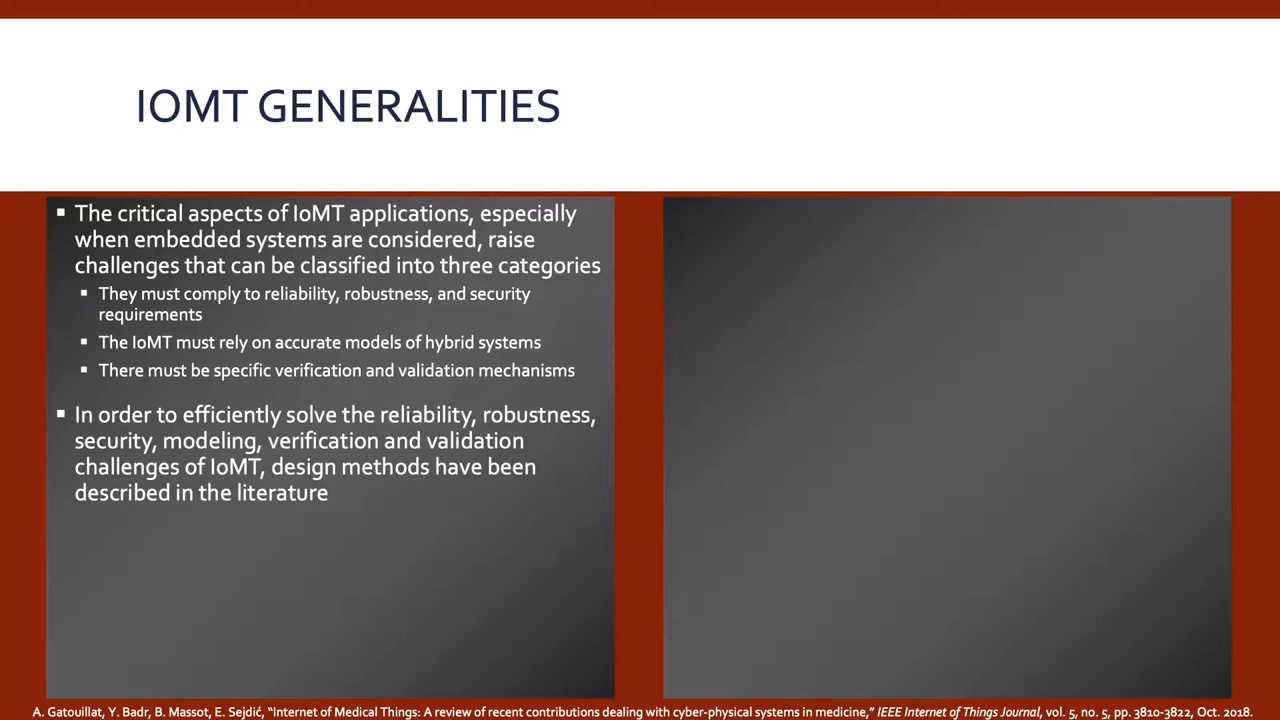 IOMT GENERALITIES
▪ The critical aspects of IoMT applications, especially
when embedded systems are considered, raise
challenges that can be classified into three categories
▪ They must comply to reliability, robustness, and security
requirements
▪ The IoMT must rely on accurate models of hybrid systems
▪ There must be specific verification and validation mechanisms
▪ In order to efficiently solve the reliability, robustness,
security, modeling, verification and validation
challenges of IoMT, design methods have been
described in the literature
A. Gatouillat, Y. Badr, B. Massot, E. Sejdić, “Internet of Medical Things: A review of recent contributions dealing with cyber-physical systems in medicine,” IEEE Internet of Things Journal, vol. 5, no. 5, pp. 3810-3822, Oct. 2018.